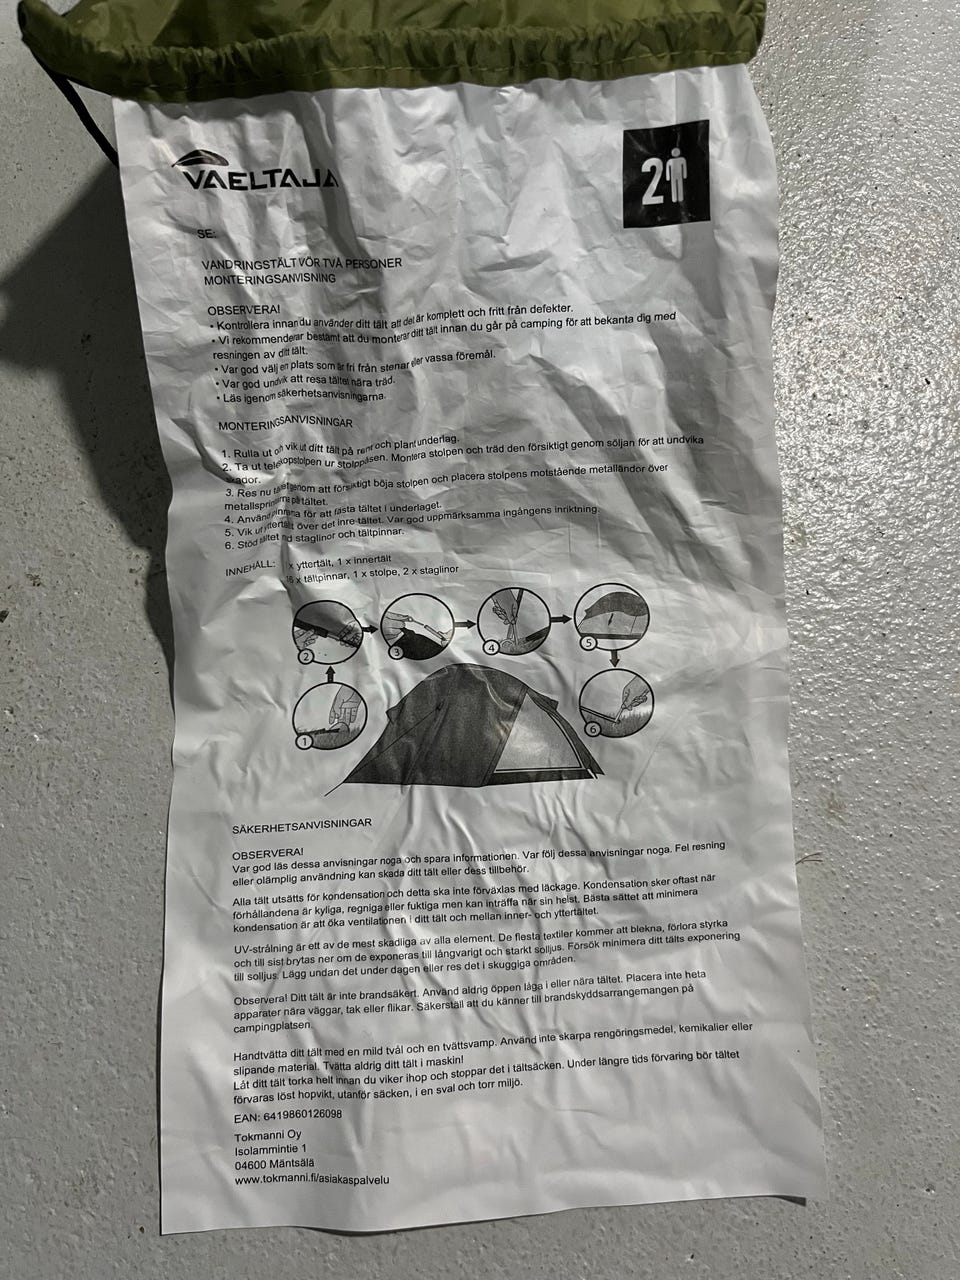 VAELTAJA
2
SE:
VANDRINGSTÄLT VÖR TVÅ PERSONER
MONTERINGSANVISNING
OBSERVERA!
• Kontrollera innan du använder ditt tält att det är komplett och fritt från defekter.
• Vi rekommenderar bestämt att du monterar ditt tält innan du går på camping för att bekanta dig med
resningen av ditt tält.
• Var god välj en plats som är fri från stenar eller vassa föremål.
• Var god undvik att resa tältet nära träd.
• Läs igenom säkerhetsanvisningarna.
MONTERINGSANVISNINGAR
1. Rulla ut och vik ut ditt tält på rent och plant underlag.
2. Ta ut teleskopstolpen ur stolppåsen. Montera stolpen och träd den försiktigt genom söljan för att undvika
skador.
3. Res nu tältet genom att försiktigt böja stolpen och placera stolpens motstående metalländor över
metallsprintarna på tältet.
4. Använd pinnarna för att fästa tältet i underlaget.
5. Vik ut yttertältet över det inre tältet. Var god uppmärksamma ingångens inriktning.
6. Stöd tältet med staglinor och tältpinnar.
INNEHÅLL: 1 x yttertält, 1 x innertält
16 x tältpinnar, 1 x stolpe, 2 x staglinor
2
3
4
5
1
6
SÄKERHETSANVISNINGAR
OBSERVERA!
Var god läs dessa anvisningar noga och spara informationen. Var följ dessa anvisningar noga. Fel resning
eller olämplig användning kan skada ditt tält eller dess tillbehör.
Alla tält utsätts för kondensation och detta ska inte förväxlas med läckage. Kondensation sker oftast när
förhållandena är kyliga, regniga eller fuktiga men kan inträffa när sin helst. Bästa sättet att minimera
kondensation är att öka ventilationen i ditt tält och mellan inner- och yttertältet.
UV-strålning är ett av de mest skadliga av alla element. De flesta textiler kommer att blekna, förlora styrka
och till sist brytas ner om de exponeras till långvarigt och starkt solljus. Försök minimera ditt tälts exponering
till solljus. Lägg undan det under dagen eller res det i skuggiga områden.
Observera! Ditt tält är inte brandsäkert. Använd aldrig öppen låga i eller nära tältet. Placera inte heta
apparater nära väggar, tak eller flikar. Säkerställ att du känner till brandskyddsarrangemangen på
campingplatsen.
Handtvätta ditt tält med en mild tvål och en tvättsvamp. Använd inte skarpa rengöringsmedel, kemikalier eller
slipande material. Tvätta aldrig ditt tält i maskin!
Låt ditt tält torka helt innan du viker ihop och stoppar det i tältsäcken. Under längre tids förvaring bör tältet
förvaras löst hopvikt, utanför säcken, i en sval och torr miljö.
EAN: 6419860126098
Tokmanni Oy
Isolammintie 1
04600 Mäntsälä
www.tokmanni.fi/asiakaspalvelu